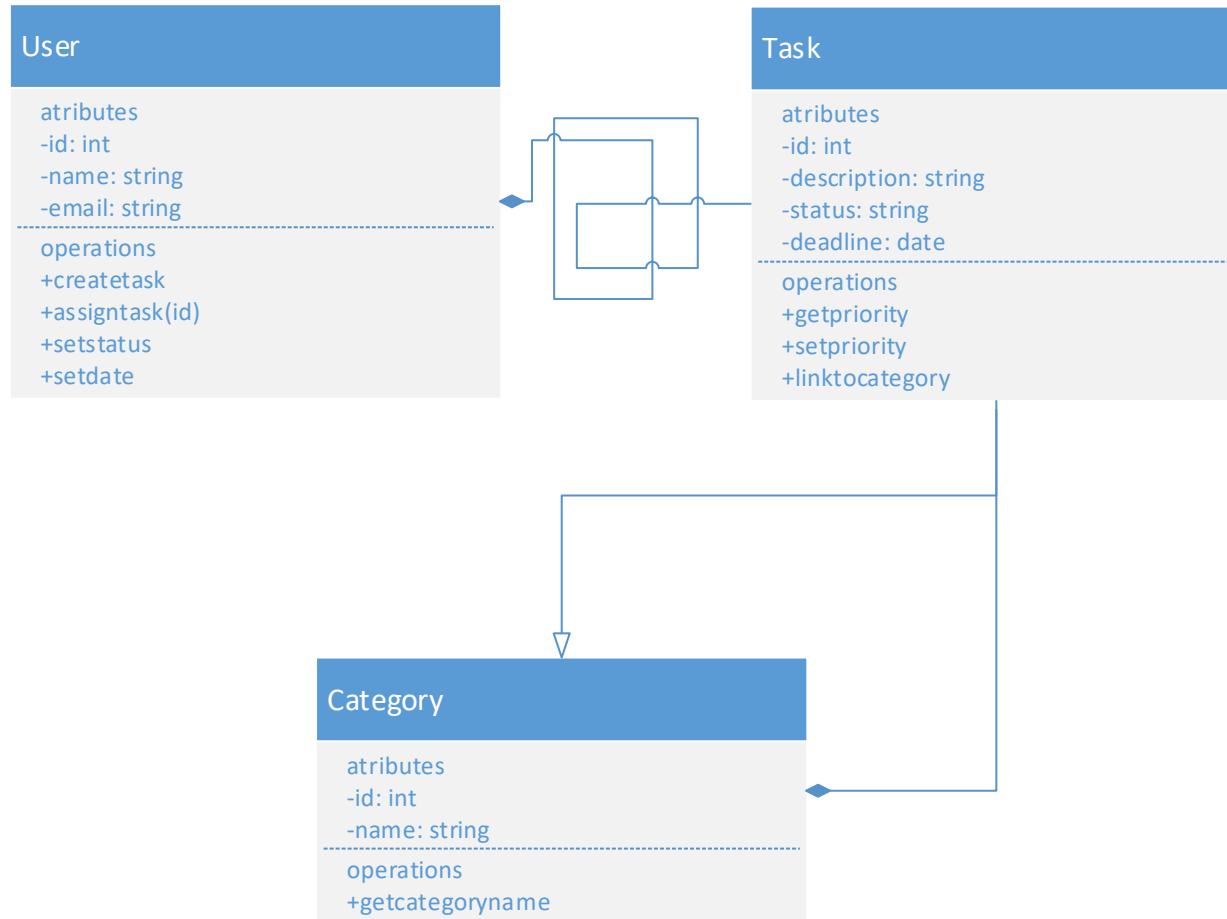 User
atributes
-id: int
-name: string
-email: string
operations
+createtask
+assigntask(id)
+setstatus
+setdate
Task
atributes
-id: int
-description: string
-status: string
-deadline: date
operations
+getpriority
+setpriority
+linktocategory
Category
atributes
-id: int
-name: string
operations
+getcategoryname